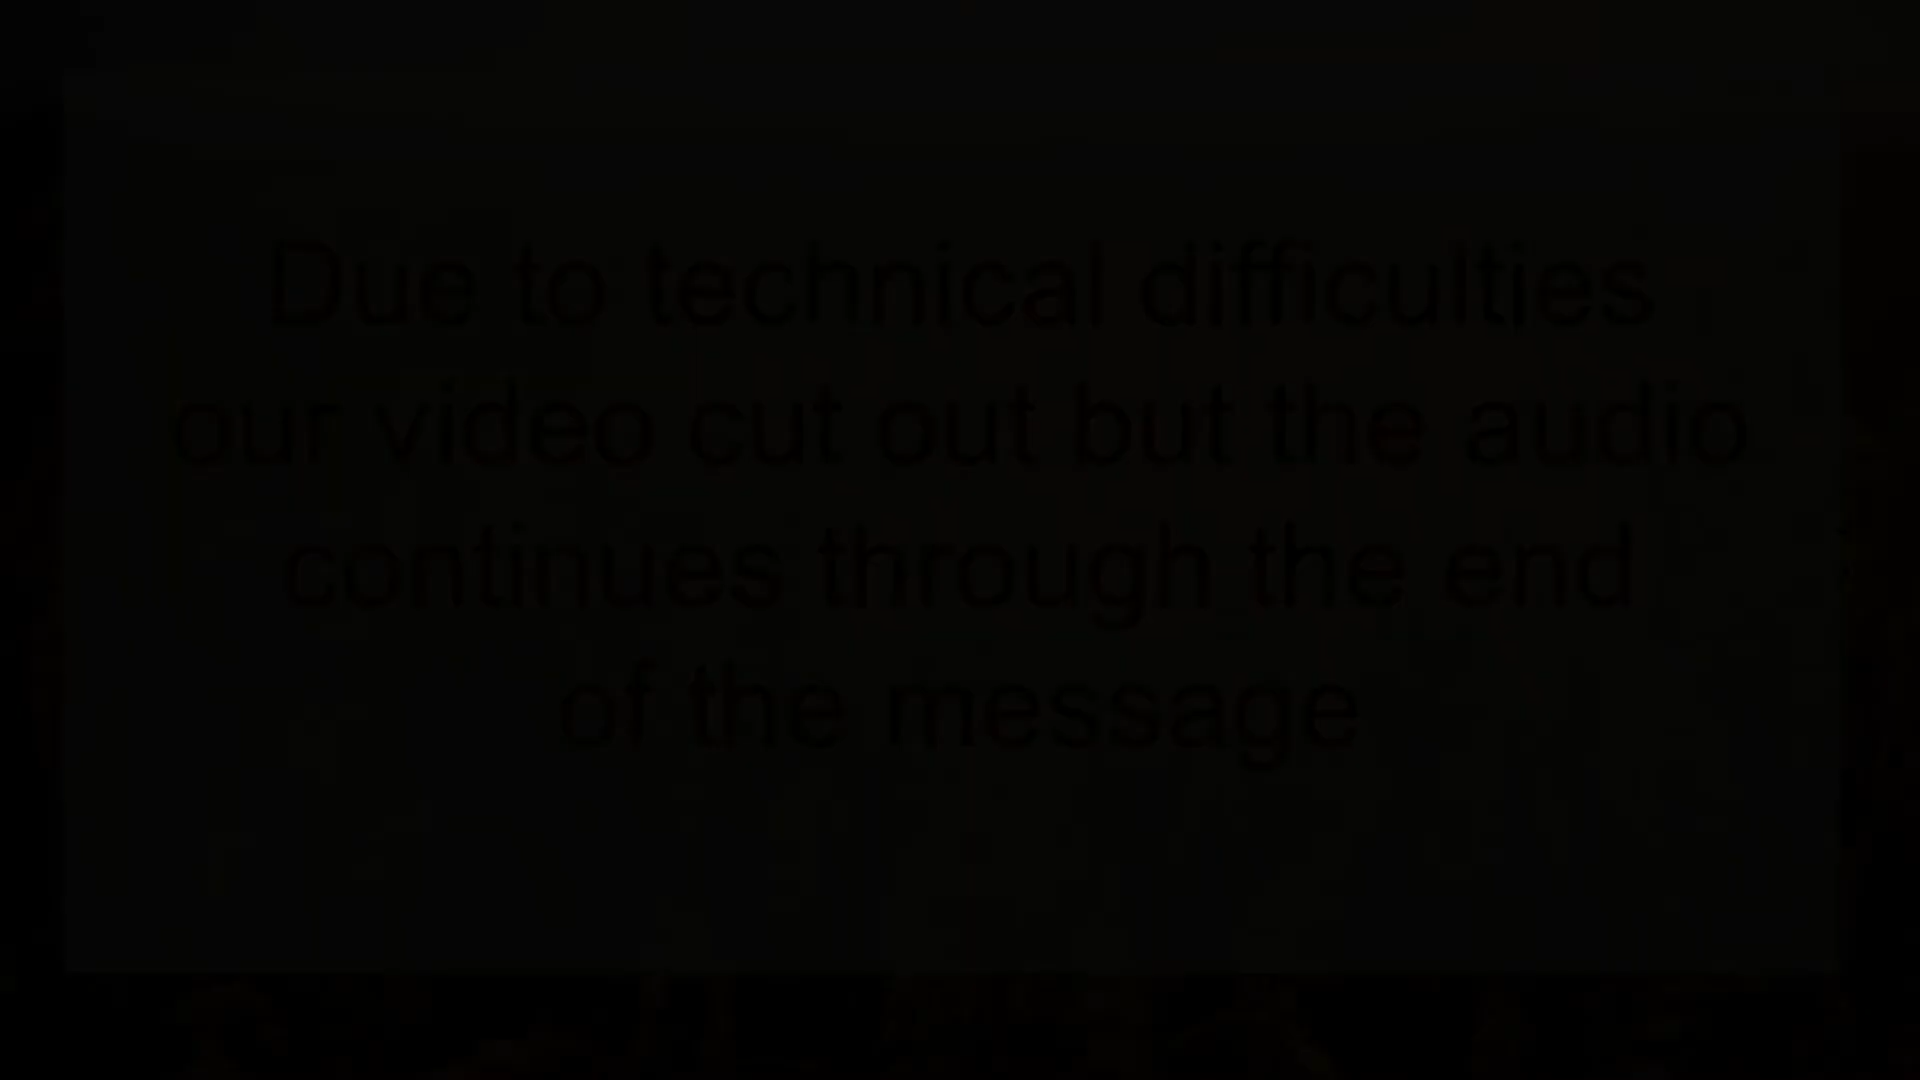 Due to technical difficulties
our video cut out but the audio
continues through the end
of the message